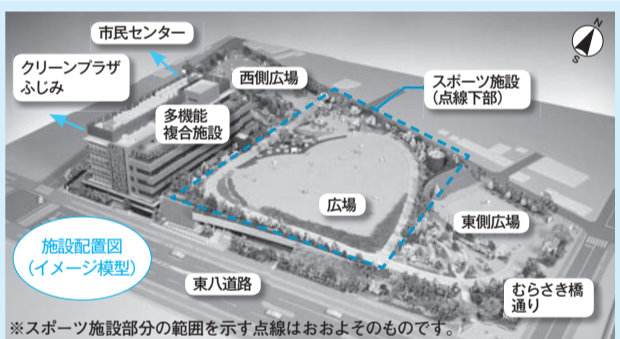 市民センター
クリーンプラザ
ふじみ
西側広場
スポーツ施設
（点線下部）
多機能
複合施設
広場
東側広場
施設配置図
（イメージ模型）
東八道路
むらさき橋
通り
N
S
※スポーツ施設部分の範囲を示す点線はおおよそのものです。